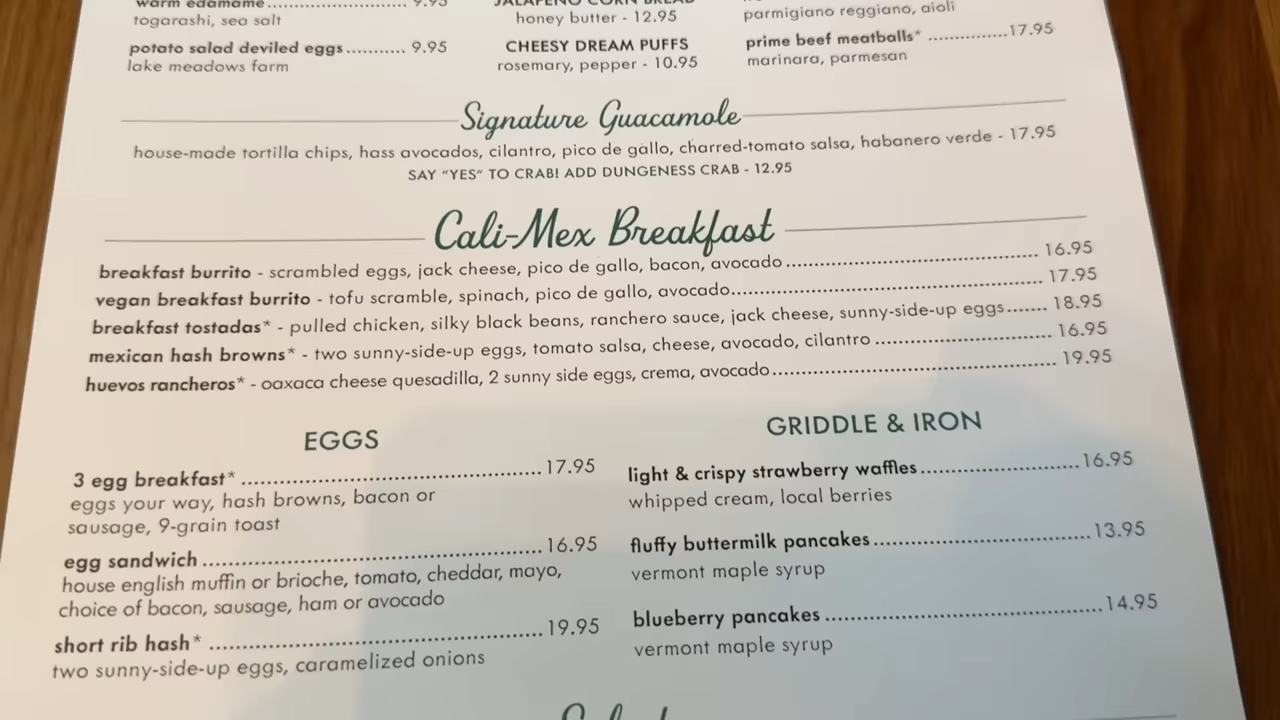 warm edamame 9.95
togarashi, sea salt
potato salad deviled eggs........... 9.95
lake meadows farm
JALAPEÑO CORN BREAD
honey butter - 12.95
CHEESY DREAM PUFFS
rosemary, pepper - 10.95
parmigiano reggiano, aioli
prime beef meatballs* ...............17.95
marinara, parmesan
Signature Guacamole
house-made tortilla chips, hass avocados, cilantro, pico de gallo, charred-tomato salsa, habanero verde - 17.95
SAY "YES" TO CRAB! ADD DUNGENESS CRAB - 12.95
Cali-Mex Breakfast
breakfast burrito - scrambled eggs, jack cheese, pico de gallo, bacon, avocado........................................ 16.95
vegan breakfast burrito - tofu scramble, spinach, pico de gallo, avocado.................................................. 17.95
breakfast tostadas* - pulled chicken, silky black beans, ranchero sauce, jack cheese, sunny-side-up eggs....... 18.95
mexican hash browns* - two sunny-side-up eggs, tomato salsa, cheese, avocado, cilantro ............................ 16.95
huevos rancheros* - oaxaca cheese quesadilla, 2 sunny side eggs, crema, avocado.............................................. 19.95
EGGS
3 egg breakfast* ................................................ 17.95
eggs your way, hash browns, bacon or
sausage, 9-grain toast
egg sandwich ...................................................... 16.95
house english muffin or brioche, tomato, cheddar, mayo,
choice of bacon, sausage, ham or avocado
short rib hash* .................................................... 19.95
two sunny-side-up eggs, caramelized onions
GRIDDLE & IRON
light & crispy strawberry waffles.........................16.95
whipped cream, local berries
fluffy buttermilk pancakes..................................13.95
vermont maple syrup
blueberry pancakes ...........................................14.95
vermont maple syrup